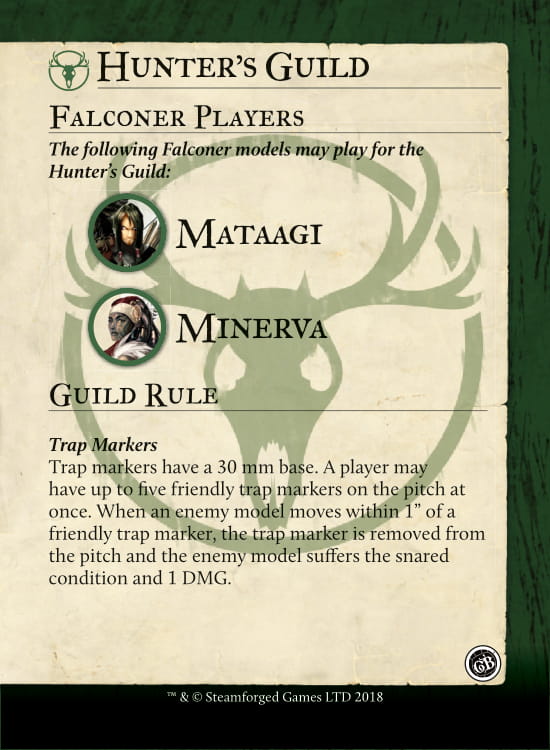 Hunter's Guild
Falconer Players
The following Falconer models may play for the
Hunter's Guild:
Mataagi
Minerva
Guild Rule
Trap Markers
Trap markers have a 30 mm base. A player may
have up to five friendly trap markers on the pitch at
once. When an enemy model moves within 1” of a
friendly trap marker, the trap marker is removed from
the pitch and the enemy model suffers the snared
condition and 1 DMG.
GB
™ & © Steamforged Games LTD 2018